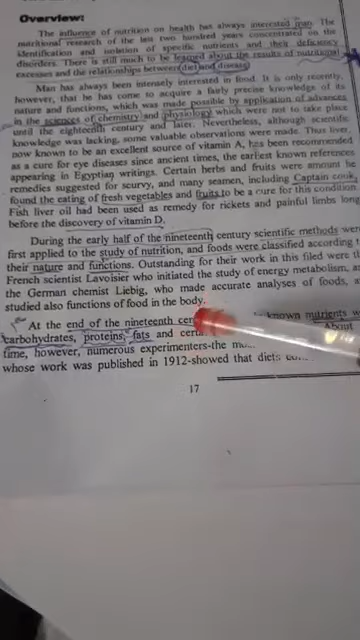 Overview:
The influence of nutrition on health has always interested man. The
nutritional research of the last two hundred years concentrated on the
identification and isolation of specific nutrients and their deficiency
disorders. There is still much to be learned about the results of nutritional
excesses and the relationships between diet and disease.
Man has always been intensely interested in food. It is only recently,
however, that he has come to acquire a fairly precise knowledge of its
nature and functions, which was made possible by application of advances
in the sciences of chemistry and physiology which were not to take place
until the eighteenth century and later. Nevertheless, although scientific
knowledge was lacking, some valuable observations were made. Thus liver,
now known to be an excellent source of vitamin A, has been recommended
as a cure for eye diseases since ancient times, the earliest known references
appearing in Egyptian writings. Certain herbs and fruits were among the
remedies suggested for scurvy, and many seamen, including Captain cook,
found the eating of fresh vegetables and fruits to be a cure for this condition.
Fish liver oil had been used as remedy for rickets and painful limbs long
before the discovery of vitamin D.
During the early half of the nineteenth century scientific methods were
first applied to the study of nutrition, and foods were classified according
their nature and functions. Outstanding for their work in this filed were the
French scientist Lavoisier who initiated the study of energy metabolism, and
the German chemist Liebig, who made accurate analyses of foods, and
studied also functions of food in the body.
At the end of the nineteenth known nutrients
carbohydrates, proteins, fats and About
time, however, numerous experimenters-the
whose work was published in 1912-showed that diets
17